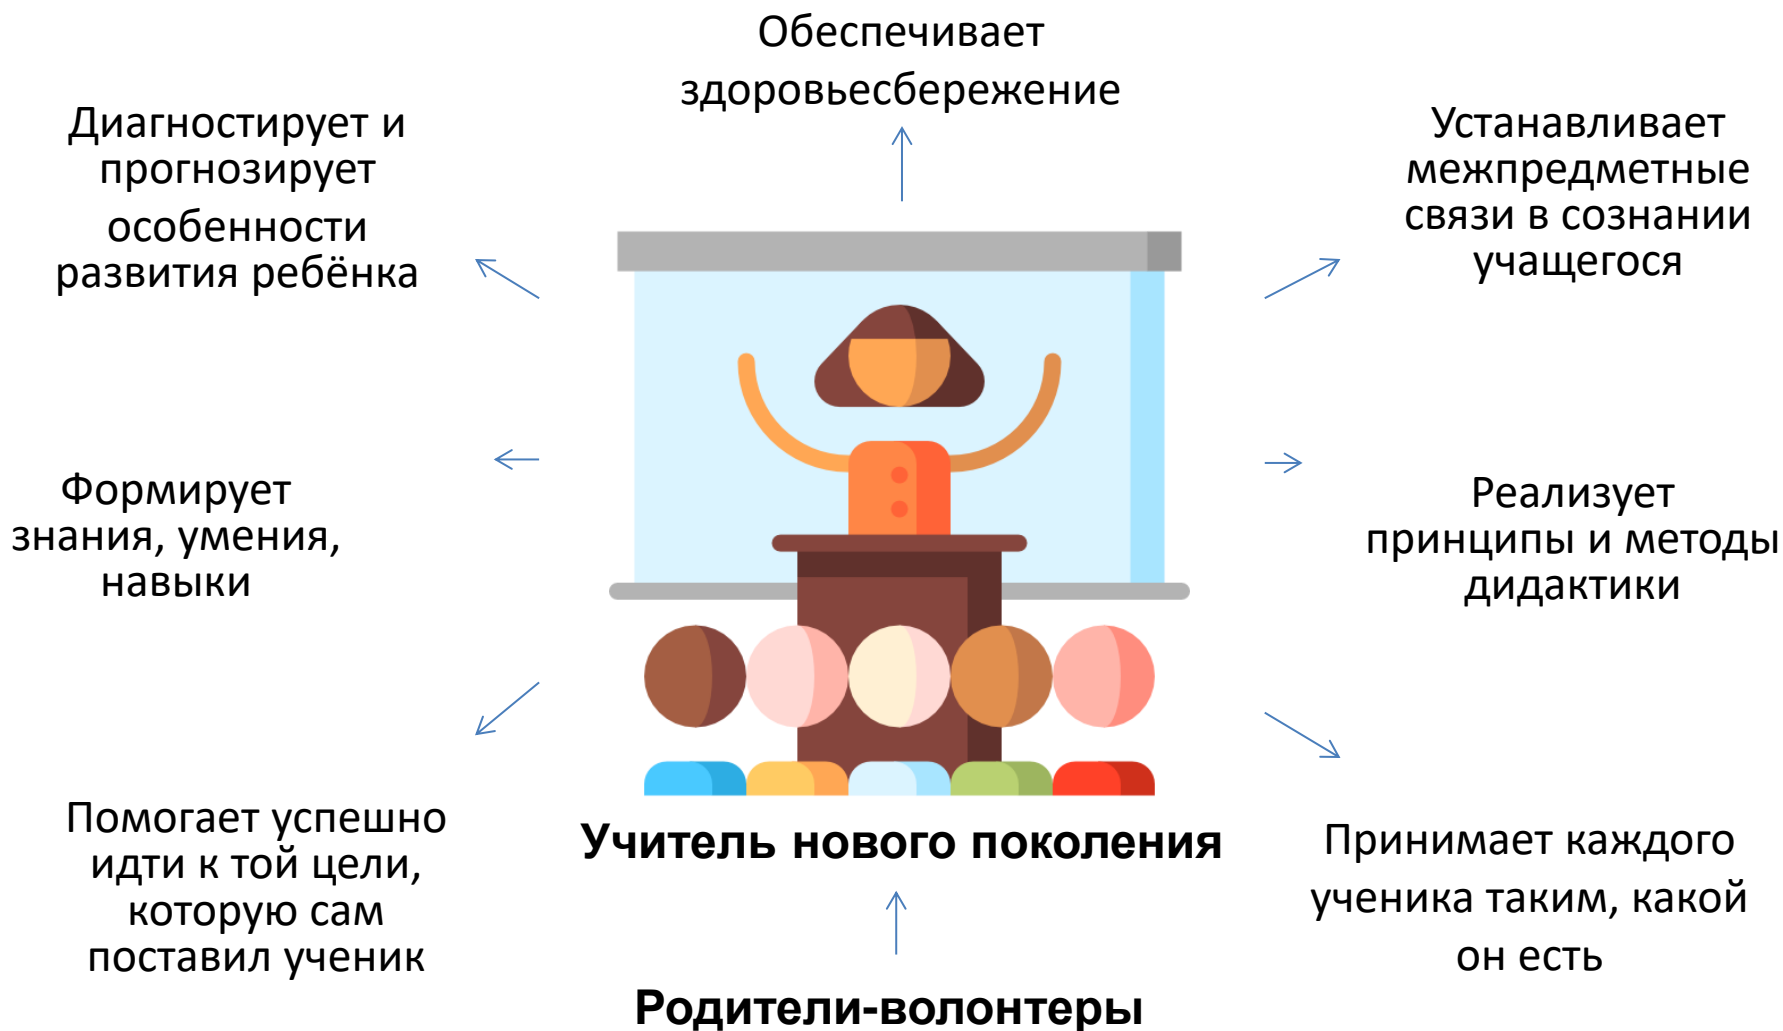 Обеспечивает
здоровьесбережение
Диагностирует и
прогнозирует
особенности
развития ребёнка
Устанавливает
межпредметные
связи в сознании
учащегося
Формирует
знания, умения,
навыки
Реализует
принципы и методы
дидактики
Помогает успешно
идти к той цели,
которую сам
поставил ученик
Учитель нового поколения
Принимает каждого
ученика таким, какой
он есть
Родители-волонтеры